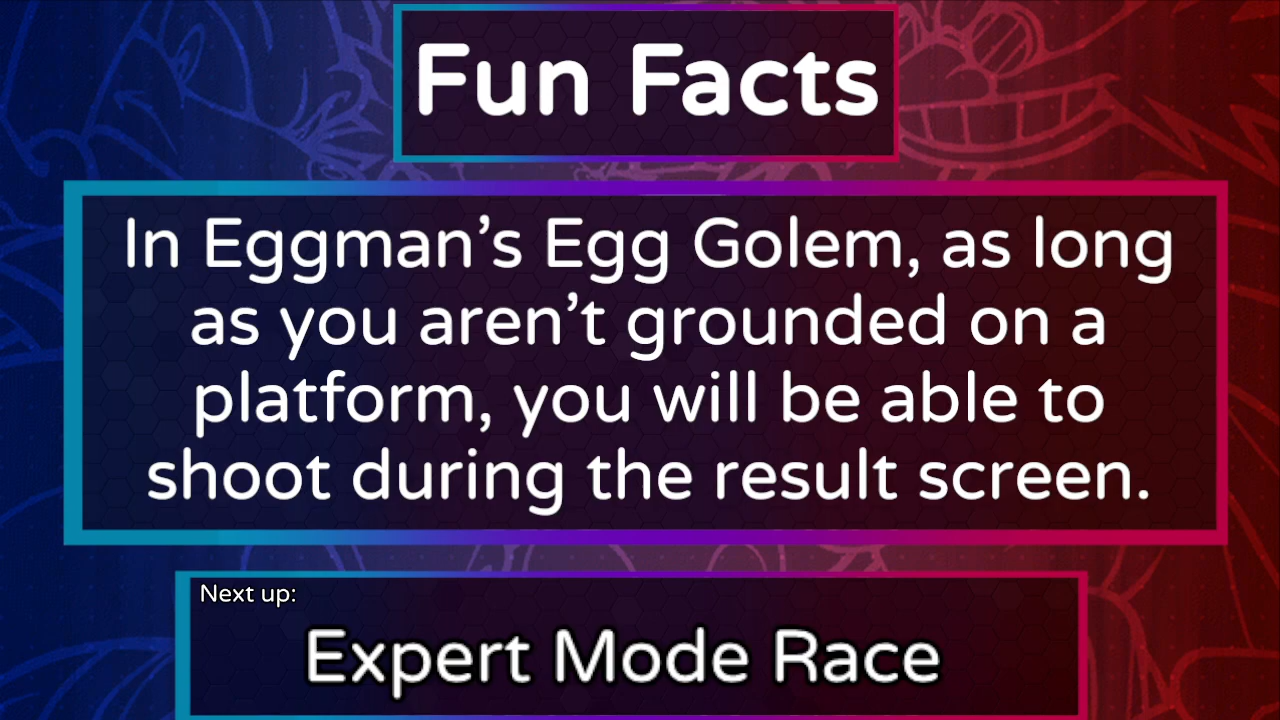 Fun Facts
In Eggman’s Egg Golem, as long
as you aren’t grounded on a
platform, you will be able to
shoot during the result screen.
Next up:
Expert Mode Race